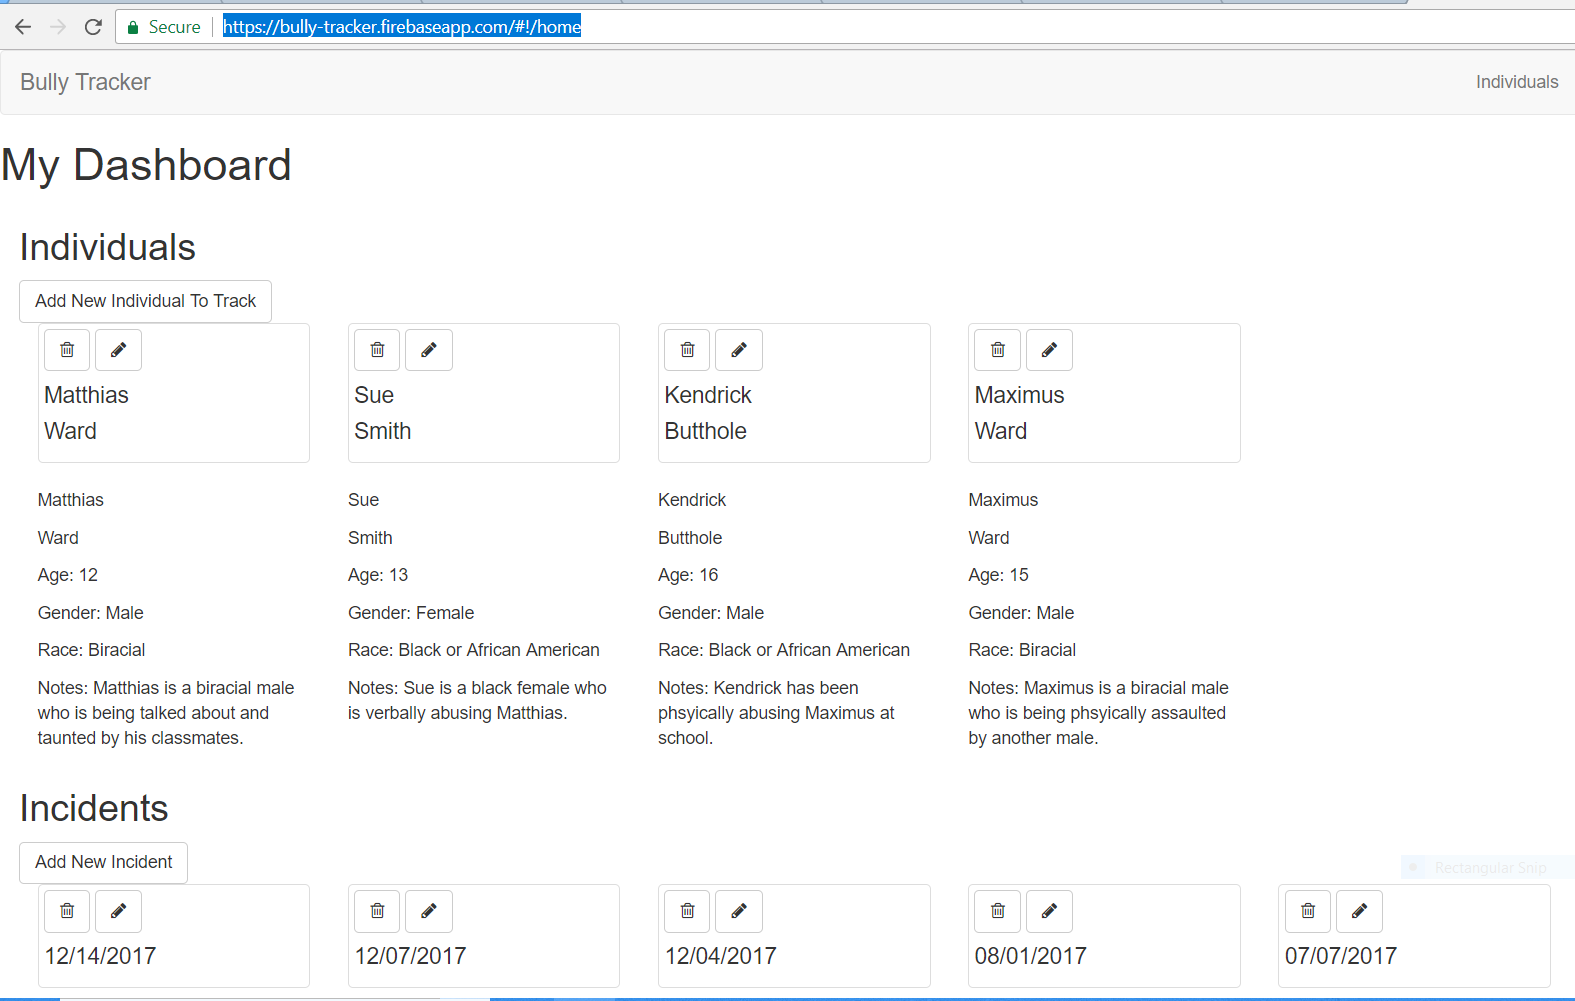 Secure https://bully-tracker.firebaseapp.com/#!/home
Bully Tracker Individuals
My Dashboard
Individuals
Add New Individual To Track
Matthias
Ward
Sue
Smith
Kendrick
Butthole
Maximus
Ward
Matthias
Ward
Age: 12
Gender: Male
Race: Biracial
Notes: Matthias is a biracial male
who is being talked about and
taunted by his classmates.
Sue
Smith
Age: 13
Gender: Female
Race: Black or African American
Notes: Sue is a black female who
is verbally abusing Matthias.
Kendrick
Butthole
Age: 16
Gender: Male
Race: Black or African American
Notes: Kendrick has been
phsyically abusing Maximus at
school.
Maximus
Ward
Age: 15
Gender: Male
Race: Biracial
Notes: Maximus is a biracial male
who is being phsyically assaulted
by another male.
Incidents
Add New Incident
Rectangular Snip
12/14/2017
12/07/2017
12/04/2017
08/01/2017
07/07/2017